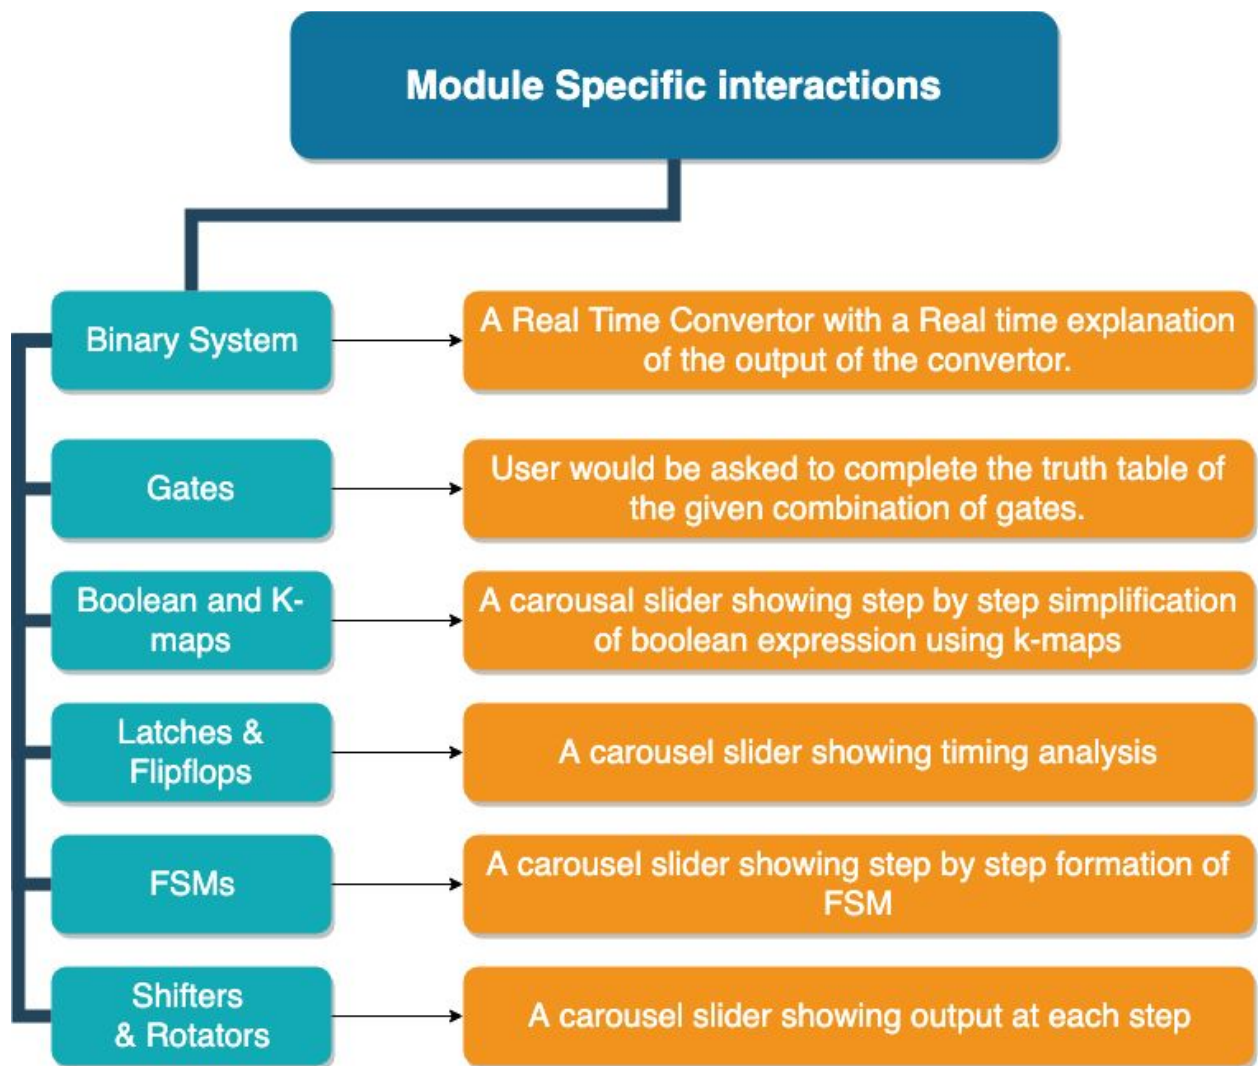 Module Specific interactions
Binary System
A Real Time Convertor with a Real time explanation
of the output of the convertor.
Gates
User would be asked to complete the truth table of
the given combination of gates.
Boolean and K-
maps
A carousal slider showing step by step simplification
of boolean expression using k-maps
Latches &
Flipflops
A carousel slider showing timing analysis
FSMs
A carousel slider showing step by step formation of
FSM
Shifters
& Rotators
A carousel slider showing output at each step